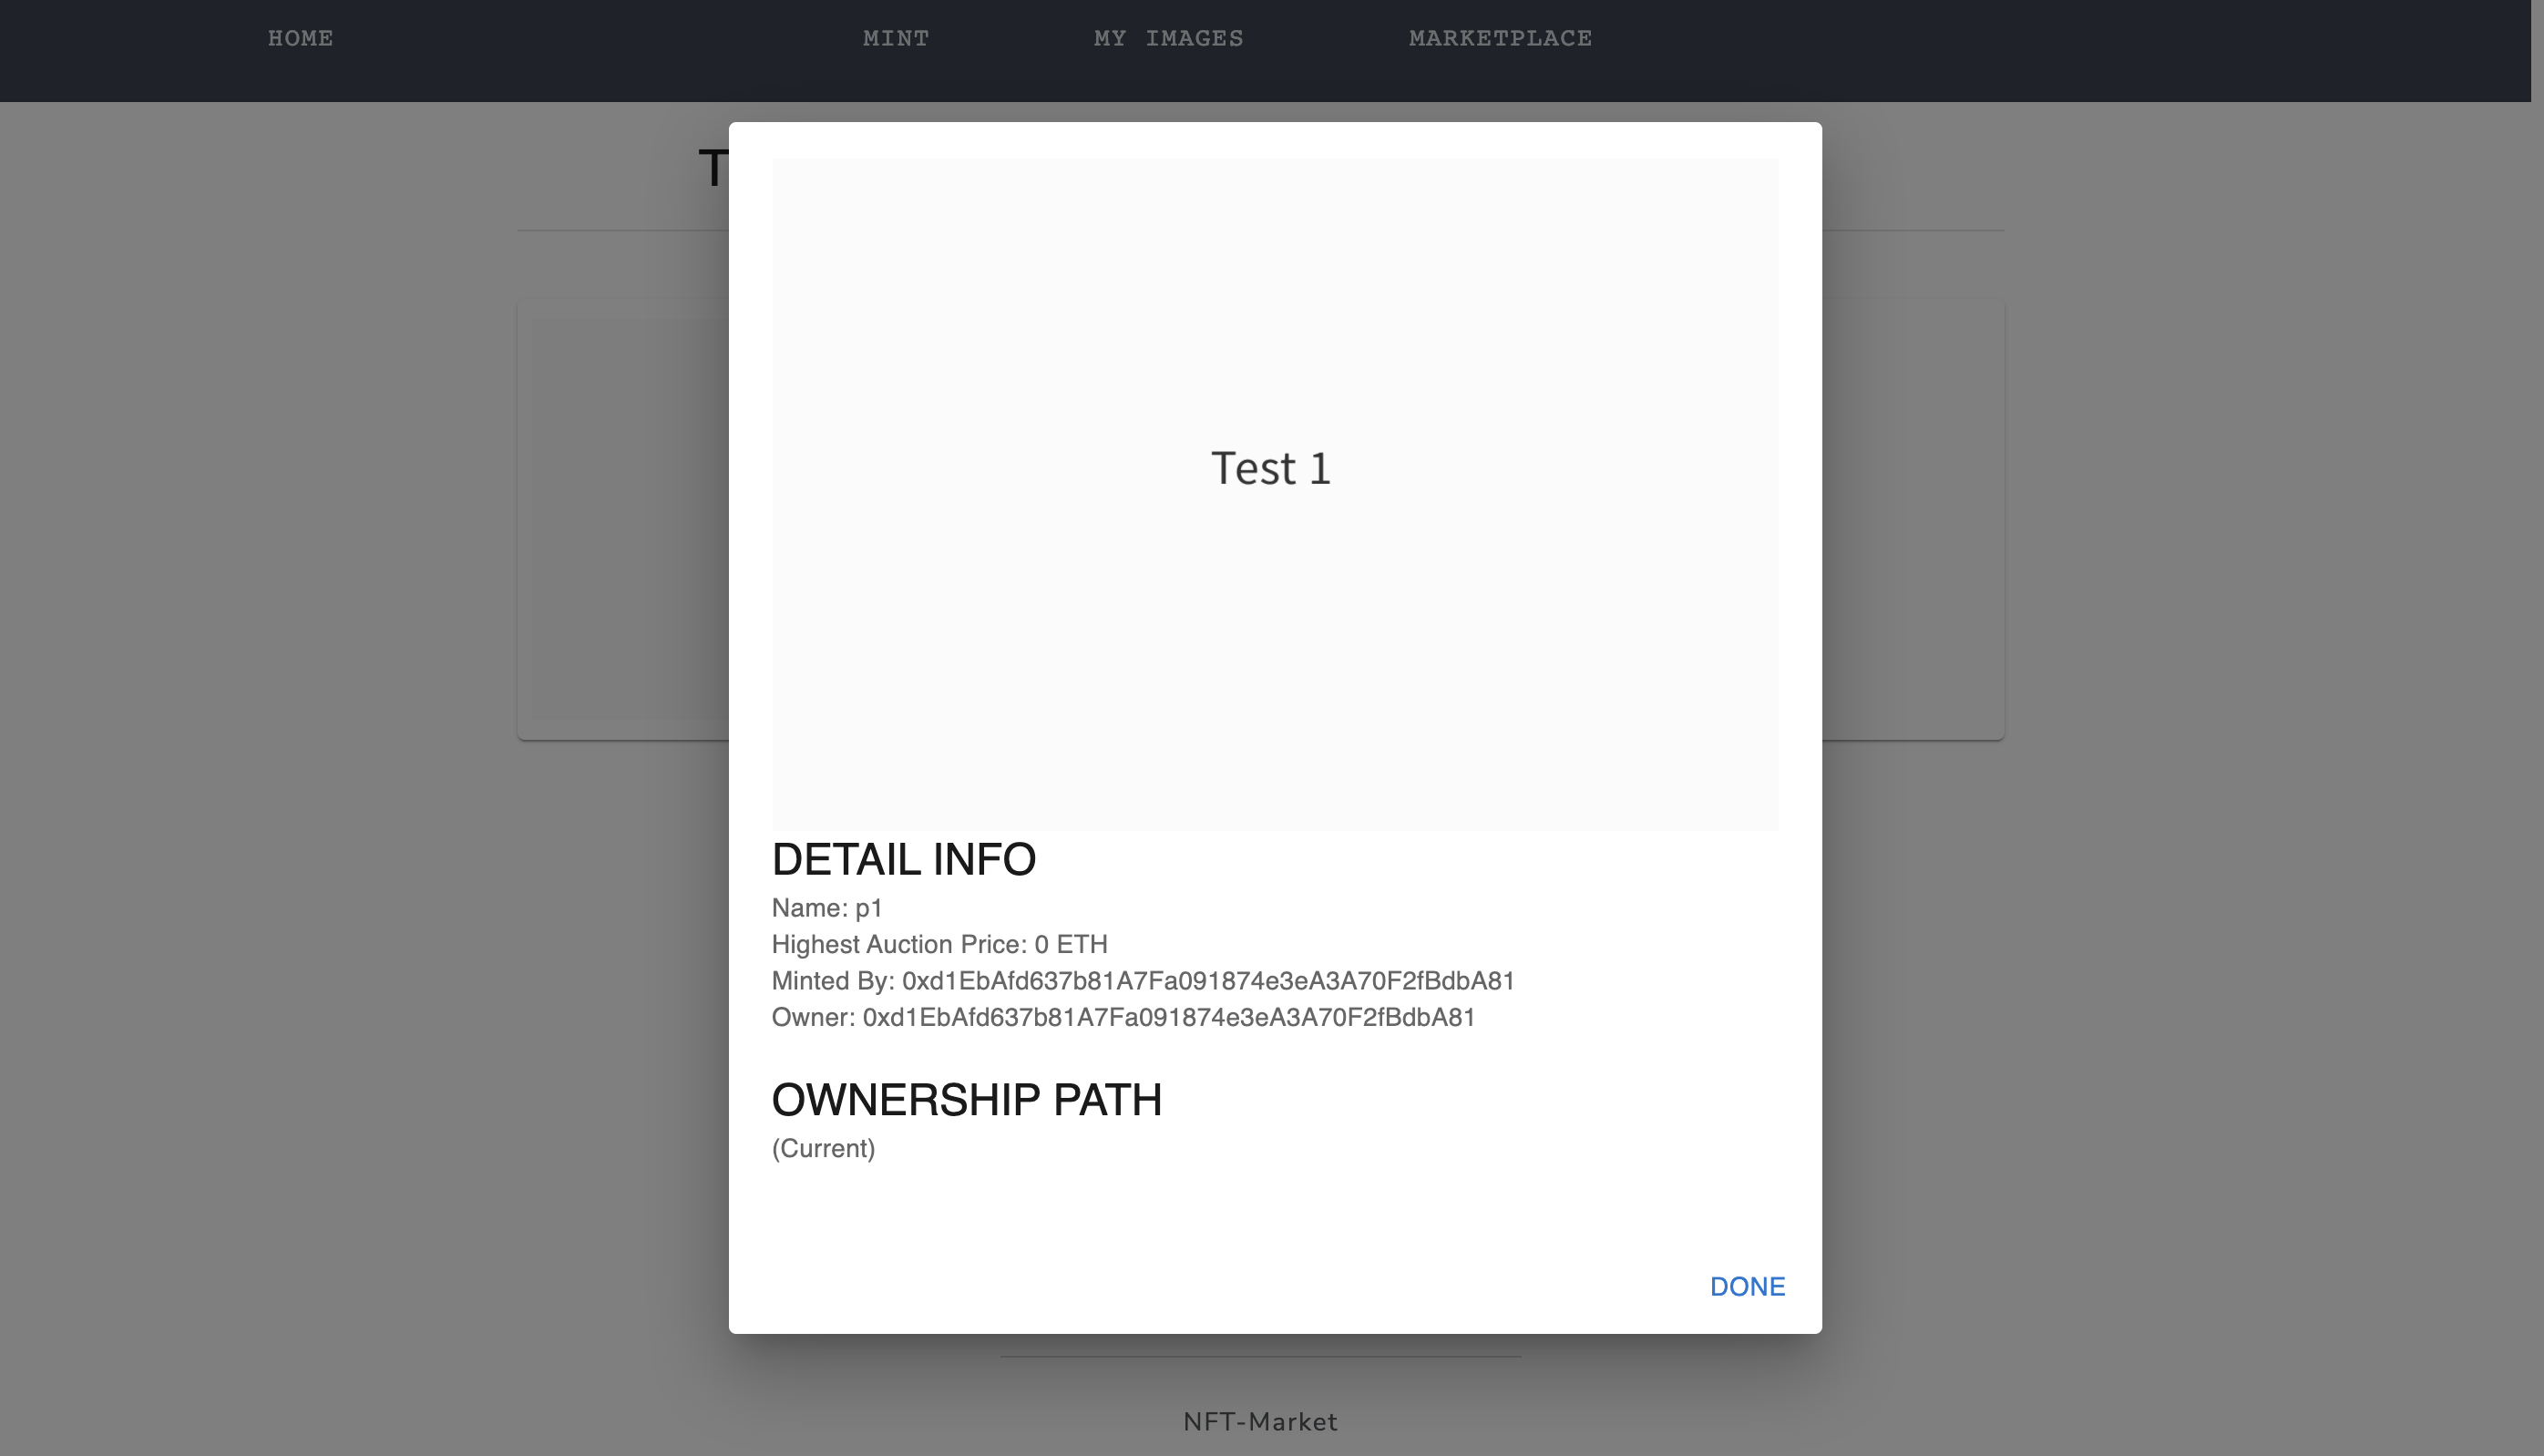 HOME MINT MY IMAGES MARKETPLACE
T
Test 1
DETAIL INFO
Name: p1
Highest Auction Price: 0 ETH
Minted By: 0xd1EbAfd637b81A7Fa091874e3eA3A70F2fBdbA81
Owner: 0xd1EbAfd637b81A7Fa091874e3eA3A70F2fBdbA81
OWNERSHIP PATH
(Current)
DONE
NFT-Market